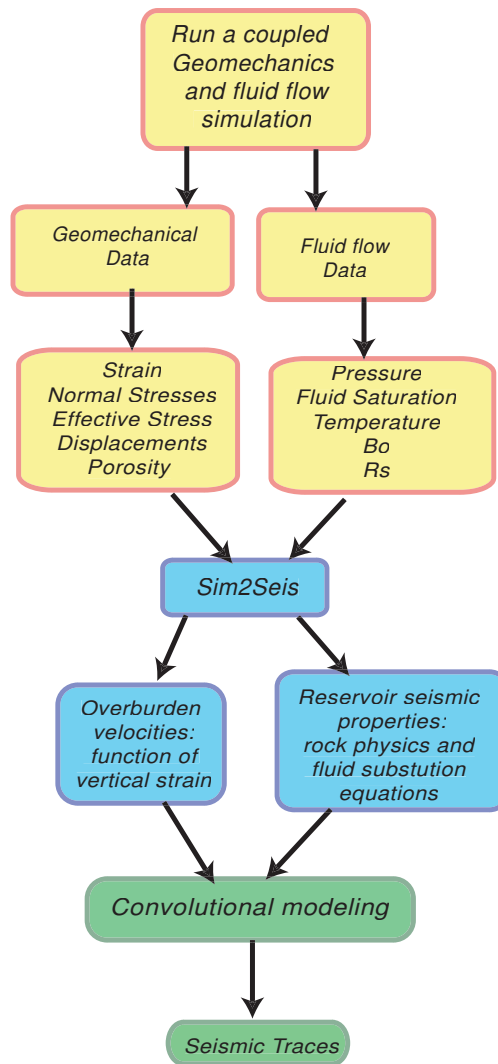 Run a coupled
Geomechanics
and fluid flow
simulation
Geomechanical
Data
Fluid flow
Data
Strain
Normal Stresses
Effective Stress
Displacements
Porosity
Pressure
Fluid Saturation
Temperature
Bo
Rs
Sim2Seis
Overburden
velocities:
function of
vertical strain
Reservoir seismic
properties:
rock physics and
fluid substution
equations
Convolutional modeling
Seismic Traces